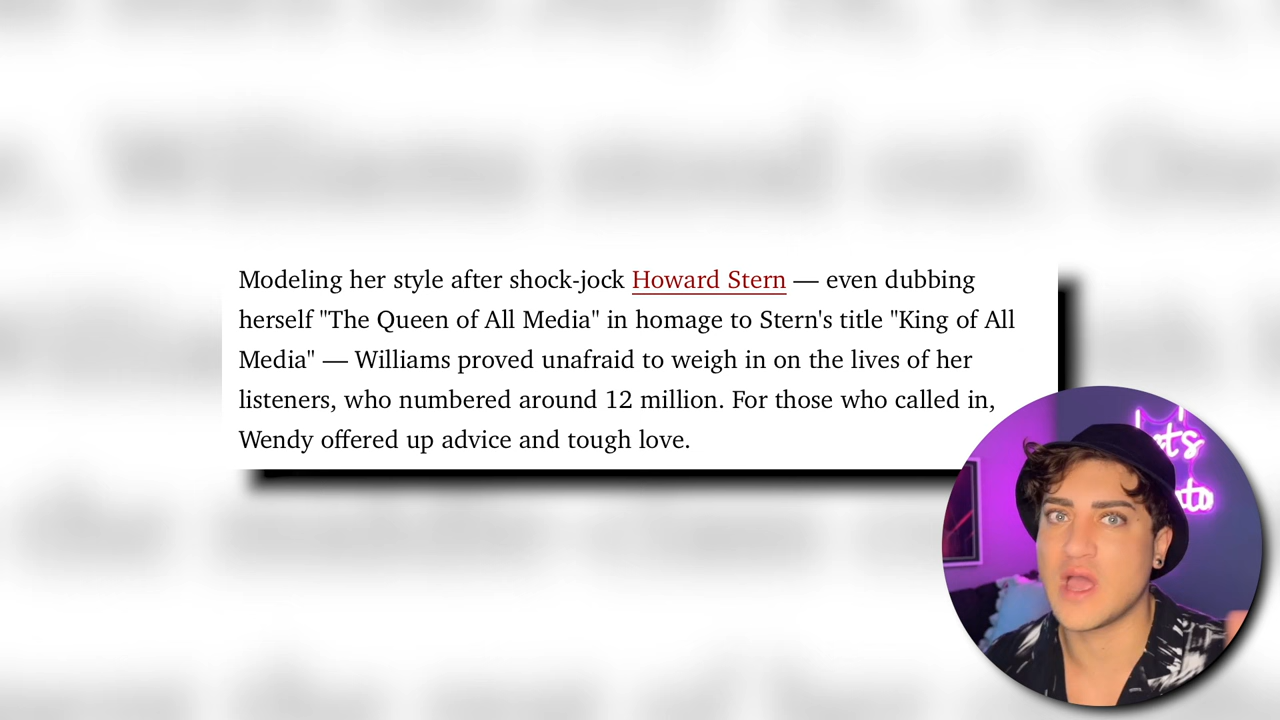 Modeling her style after shock-jock Howard Stern — even dubbing
herself "The Queen of All Media" in homage to Stern's title "King of All
Media" — Williams proved unafraid to weigh in on the lives of her
listeners, who numbered around 12 million. For those who called in,
Wendy offered up advice and tough love.